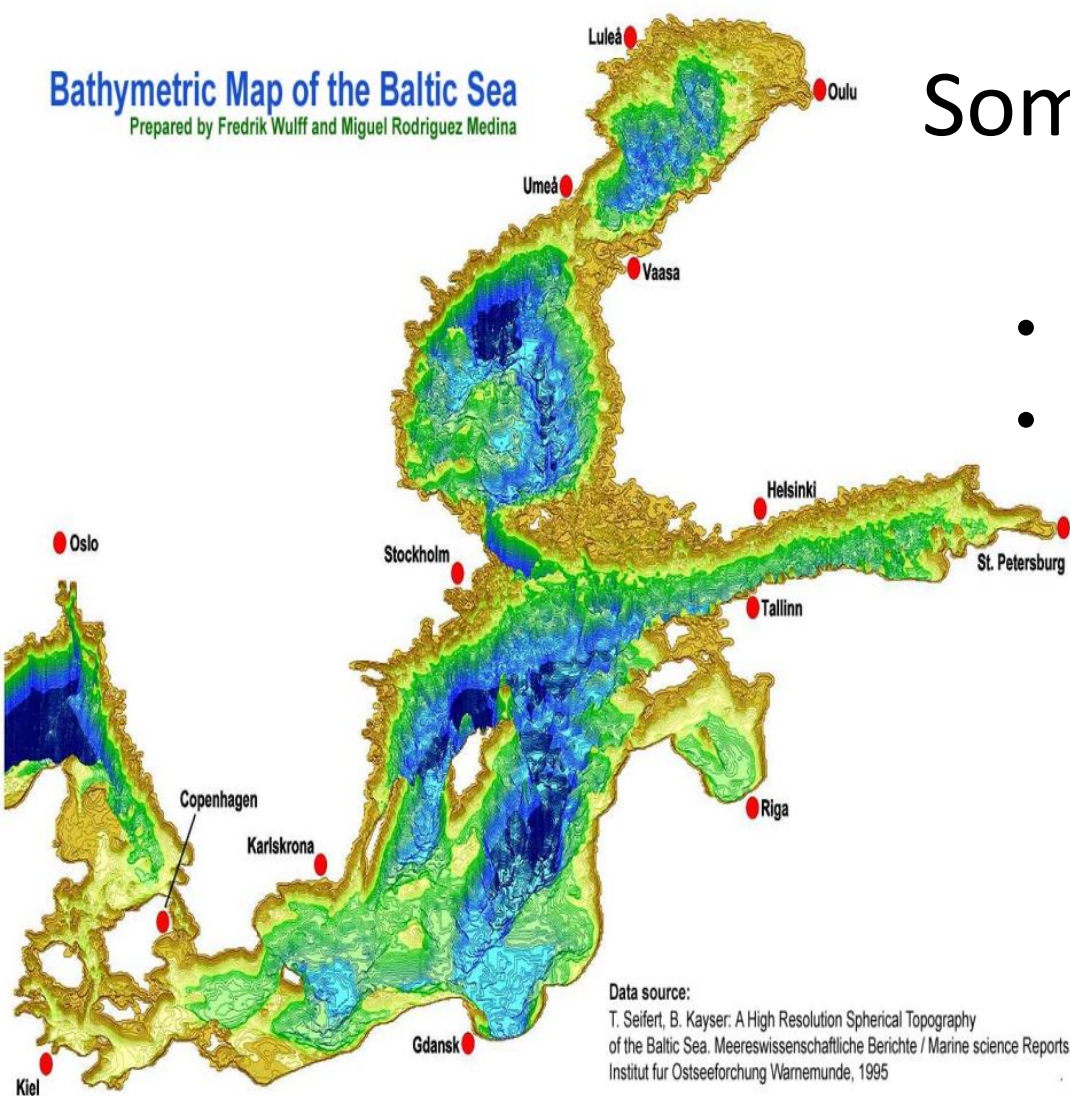 Bathymetric Map of the Baltic Sea
Prepared by Fredrik Wulff and Miguel Rodriguez Medina
Som
•
•
Luleå
Oulu
Umeå
Vaasa
Helsinki
St. Petersburg
Oslo
Stockholm
Tallinn
Copenhagen
Riga
Karlskrona
Gdansk
Kiel
Data source:
T. Seifert, B. Kayser: A High Resolution Spherical Topography
of the Baltic Sea. Meereswissenschaftliche Berichte / Marine science Reports
Institut fur Ostseeforchung Warnemunde, 1995